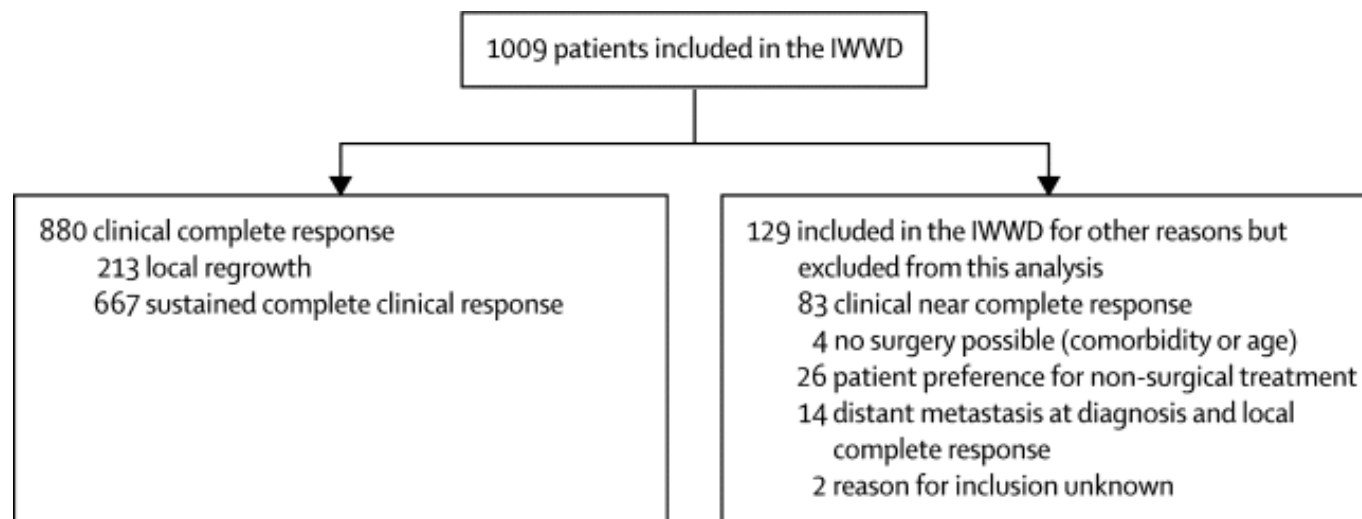 1009 patients included in the IWWD
880 clinical complete response
213 local regrowth
667 sustained complete clinical response
129 included in the IWWD for other reasons but
excluded from this analysis
83 clinical near complete response
4 no surgery possible (comorbidity or age)
26 patient preference for non-surgical treatment
14 distant metastasis at diagnosis and local
complete response
2 reason for inclusion unknown